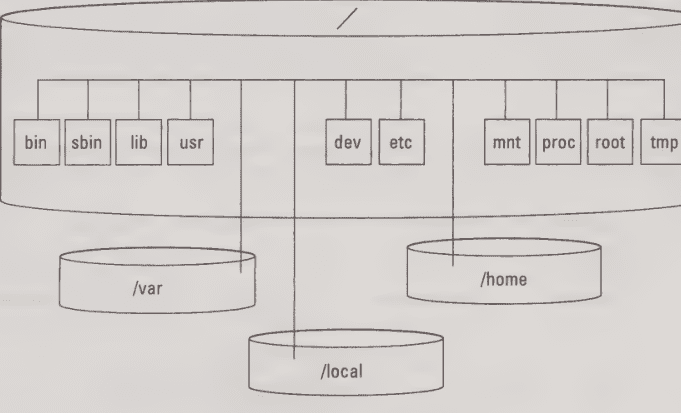 /
bin sbin lib usr dev etc mnt proc root tmp
/var
/home
/local